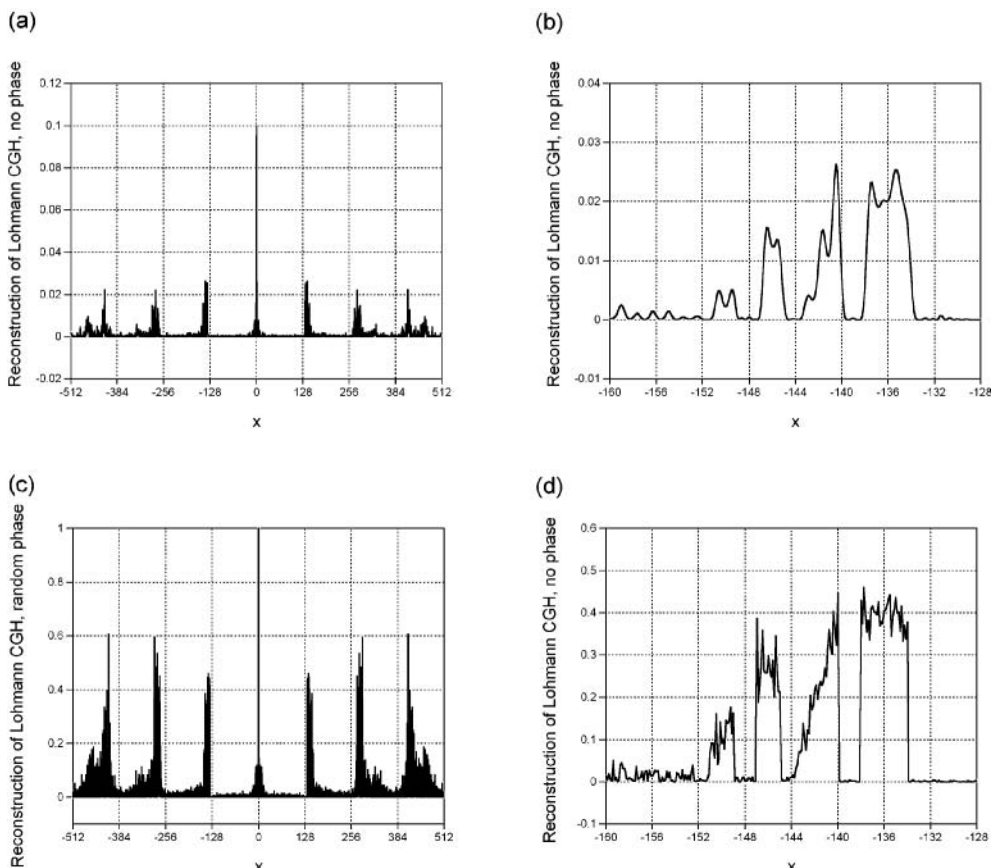 (a)
Reconstruction of Lohmann CGH, no phase
0.12
0.1
0.08
0.06
0.04
0.02
0
-0.02
-512 -384 -256 -128 0 128 256 384 512
x
(b)
Reconstruction of Lohmann CGH, no phase
0.04
0.03
0.02
0.01
0
-0.01
-160 -156 -152 -148 -144 -140 -136 -132 -128
x
(c)
Reconstruction of Lohmann CGH, random phase
1
0.8
0.6
0.4
0.2
0
-512 -384 -256 -128 0 128 256 384 512
x
(d)
Reconstruction of Lohmann CGH, no phase
0.6
0.5
0.4
0.3
0.2
0.1
0
-0.1
-160 -156 -152 -148 -144 -140 -136 -132 -128
x